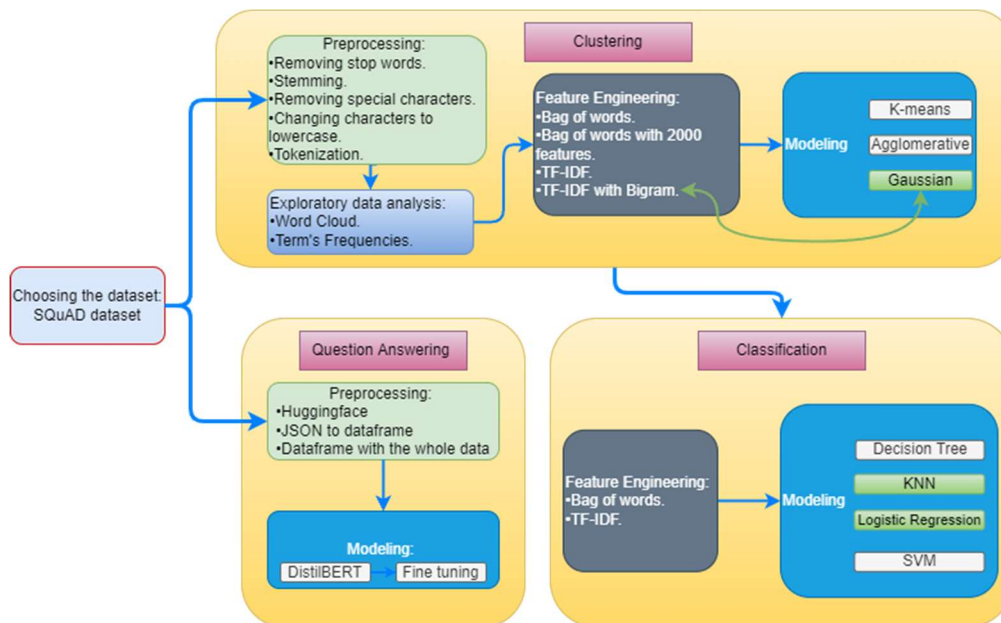 Choosing the dataset:
SQuAD dataset
Clustering
Preprocessing:
•Removing stop words.
•Stemming.
•Removing special characters.
•Changing characters to
lowercase.
•Tokenization.
Exploratory data analysis:
•Word Cloud.
•Term's Frequencies.
Feature Engineering:
•Bag of words.
•Bag of words with 2000
features.
•TF-IDF.
•TF-IDF with Bigram.
Modeling
K-means
Agglomerative
Gaussian
Question Answering
Preprocessing:
•Huggingface
•JSON to dataframe
•Dataframe with the whole data
Modeling:
DistilBERT
Fine tuning
Classification
Feature Engineering:
•Bag of words.
•TF-IDF.
Modeling
Decision Tree
KNN
Logistic Regression
SVM